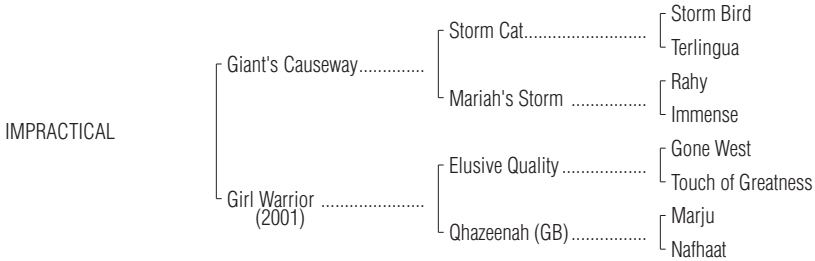 Storm Bird
Storm Cat........................
Terlingua
Giant's Causeway..............
Rahy
Mariah's Storm ................
Immense
IMPRACTICAL
Gone West
Elusive Quality..................
Touch of Greatness
Girl Warrior ......................
(2001)
Marju
Qhazeenah (GB)................
Nafhaat